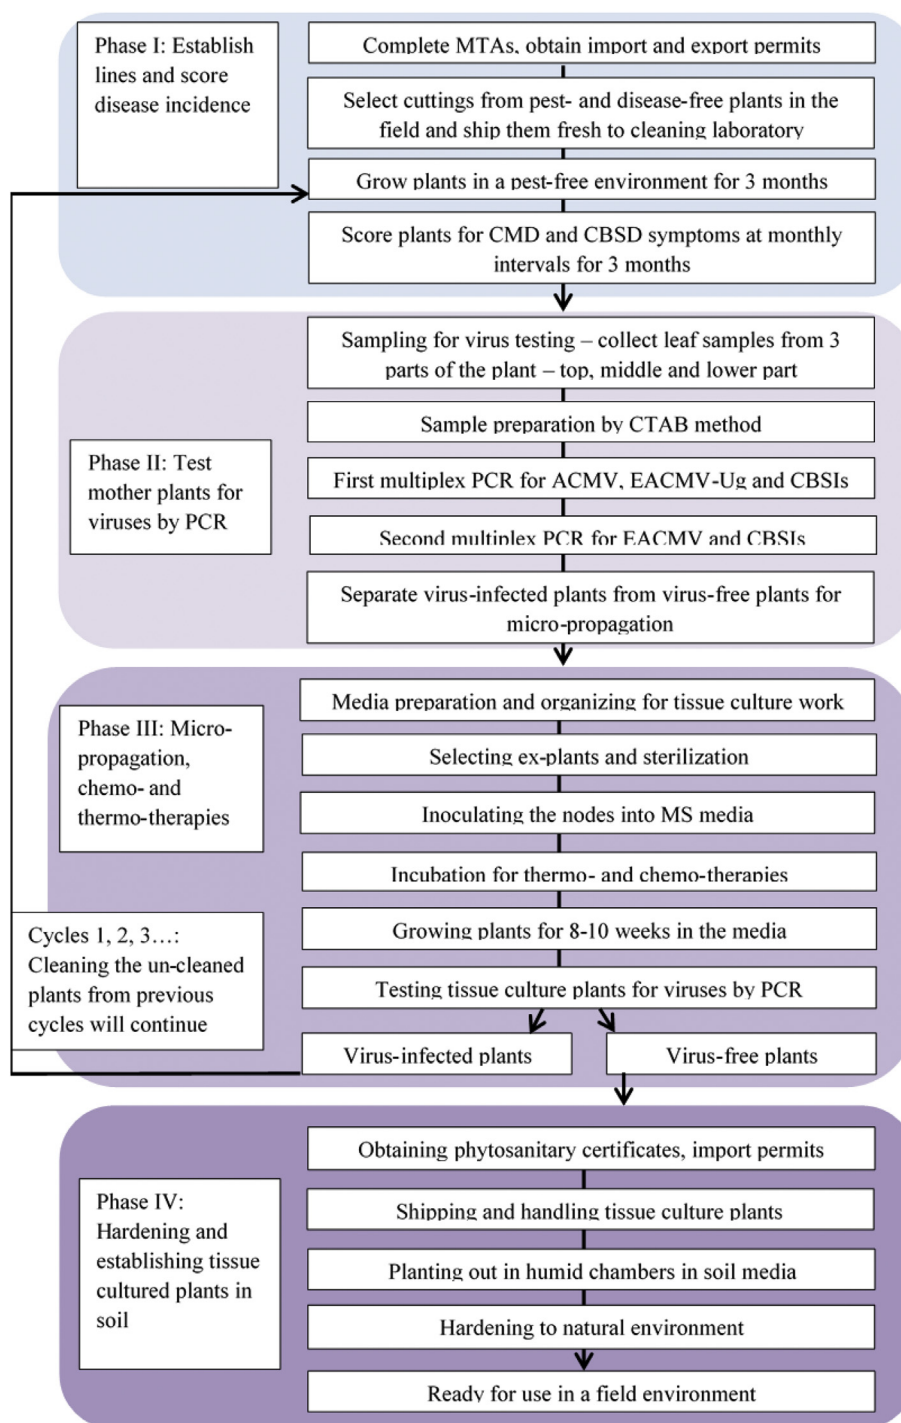 Phase I: Establish
lines and score
disease incidence
Complete MTAs, obtain import and export permits
Select cuttings from pest- and disease-free plants in the
field and ship them fresh to cleaning laboratory
Grow plants in a pest-free environment for 3 months
Score plants for CMD and CBSD symptoms at monthly
intervals for 3 months
Phase II: Test
mother plants for
viruses by PCR
Sampling for virus testing – collect leaf samples from 3
parts of the plant – top, middle and lower part
Sample preparation by CTAB method
First multiplex PCR for ACMV, EACMV-Ug and CBSIs
Second multiplex PCR for EACMV and CBSIs
Separate virus-infected plants from virus-free plants for
micro-propagation
Phase III: Micro-
propagation,
chemo- and
thermo-therapies
Media preparation and organizing for tissue culture work
Selecting ex-plants and sterilization
Inoculating the nodes into MS media
Incubation for thermo- and chemo-therapies
Growing plants for 8-10 weeks in the media
Testing tissue culture plants for viruses by PCR
Virus-infected plants
Virus-free plants
Cycles 1, 2, 3…:
Cleaning the un-cleaned
plants from previous
cycles will continue
Phase IV:
Hardening and
establishing tissue
cultured plants in
soil
Obtaining phytosanitary certificates, import permits
Shipping and handling tissue culture plants
Planting out in humid chambers in soil media
Hardening to natural environment
Ready for use in a field environment